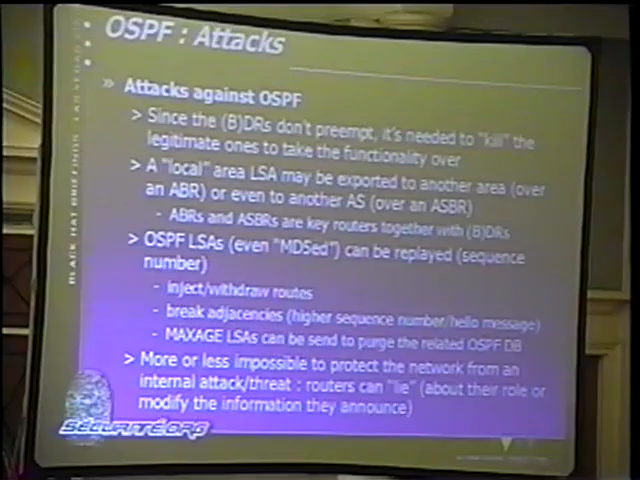 OSPF : Attacks
» Attacks against OSPF
> Since the (B)DRs don't preempt, it's needed to "kill" the
legitimate ones to take the functionality over
> A "local" area LSA may be exported to another area (over
an ABR) or even to another AS (over an ASBR)
- ABRs and ASBRs are key routers together with (B)DRs
> OSPF LSAs (even "MD5ed") can be replayed (sequence
number)
- inject/withdraw routes
- break adjacencies (higher sequence number/hello message)
- MAXAGE LSAs can be send to purge the related OSPF DB
> More or less impossible to protect the network from an
internal attack/threat : routers can "lie" (about their role or
modify the information they announce)
BLACK HAT BRIEFINGS
SÉCURITÉ.ORG